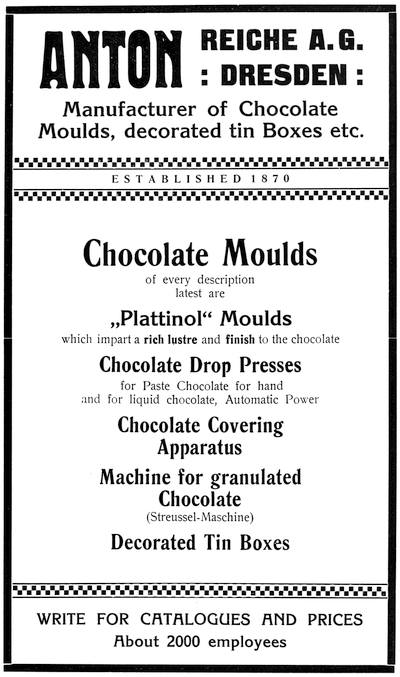 ANTON REICHE A.G.
: DRESDEN :
Manufacturer of Chocolate
Moulds, decorated tin Boxes etc.
ESTABLISHED 1870
Chocolate Moulds
of every description
latest are
„Plattinol“ Moulds
which impart a rich lustre and finish to the chocolate
Chocolate Drop Presses
for Paste Chocolate for hand
and for liquid chocolate, Automatic Power
Chocolate Covering
Apparatus
Machine for granulated
Chocolate
(Streussel-Maschine)
Decorated Tin Boxes
WRITE FOR CATALOGUES AND PRICES
About 2000 employees